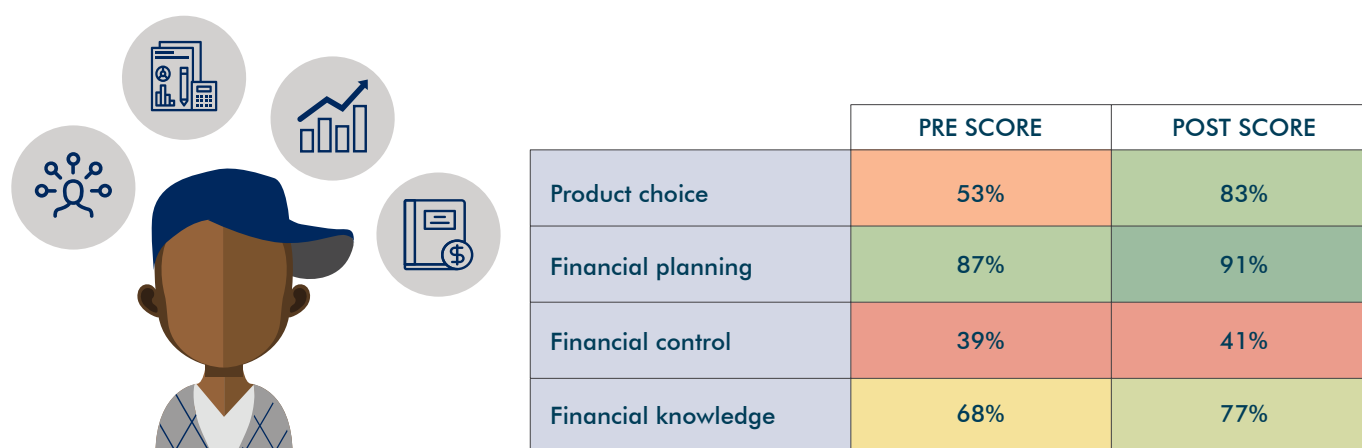 PRE SCORE POST SCORE
Product choice 53% 83%
Financial planning 87% 91%
Financial control 39% 41%
Financial knowledge 68% 77%
$